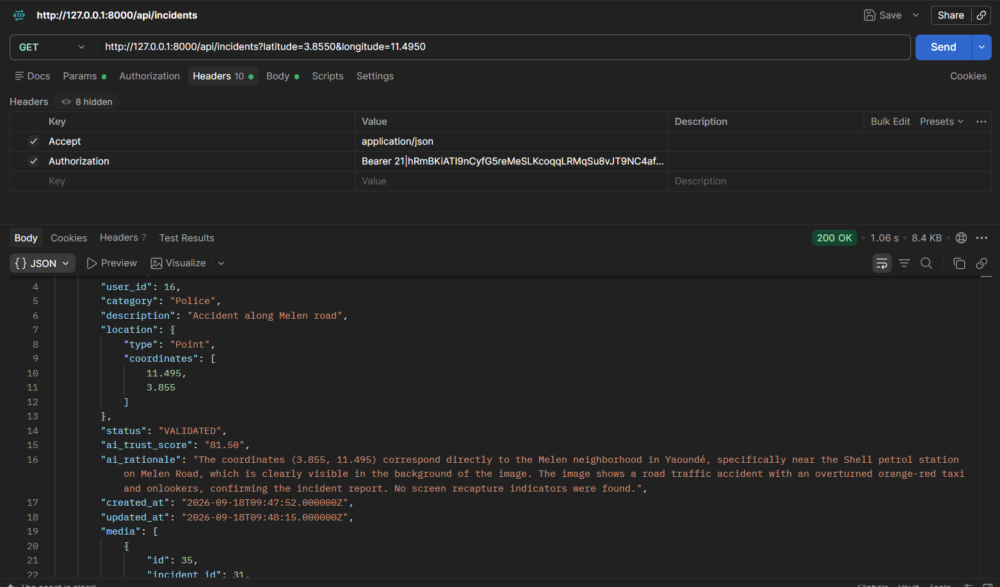 HTTP http://127.0.0.1:8000/api/incidents Save Share
GET http://127.0.0.1:8000/api/incidents?latitude=3.8550&longitude=11.4950 Send
Docs Params Authorization Headers 10 Body Scripts Settings Cookies
Headers 8 hidden
Key Value Description Bulk Edit Presets
Accept application/json
Authorization Bearer 21|hRmBKiATI9nCyfG5reMeSLKcoqqLRMqSu8vJT9NC4af...
Key Value Description
Body Cookies Headers 7 Test Results 200 OK 1.06 s 8.4 KB
{} JSON Preview Visualize
4 "user_id": 16,
5 "category": "Police",
6 "description": "Accident along Melen road",
7 "location": {
8 "type": "Point",
9 "coordinates": [
10 11.495,
11 3.855
12 ]
13 },
14 "status": "VALIDATED",
15 "ai_trust_score": "81.50",
16 "ai_rationale": "The coordinates (3.855, 11.495) correspond directly to the Melen neighborhood in Yaoundé, specifically near the Shell petrol station
on Melen Road, which is clearly visible in the background of the image. The image shows a road traffic accident with an overturned orange-red taxi
and onlookers, confirming the incident report. No screen recapture indicators were found.",
17 "created_at": "2026-09-18T09:47:52.000000Z",
18 "updated_at": "2026-09-18T09:48:15.000000Z",
19 "media": [
20 {
21 "id": 35,
22 "incident_id": 31,
Globals Vault Tools